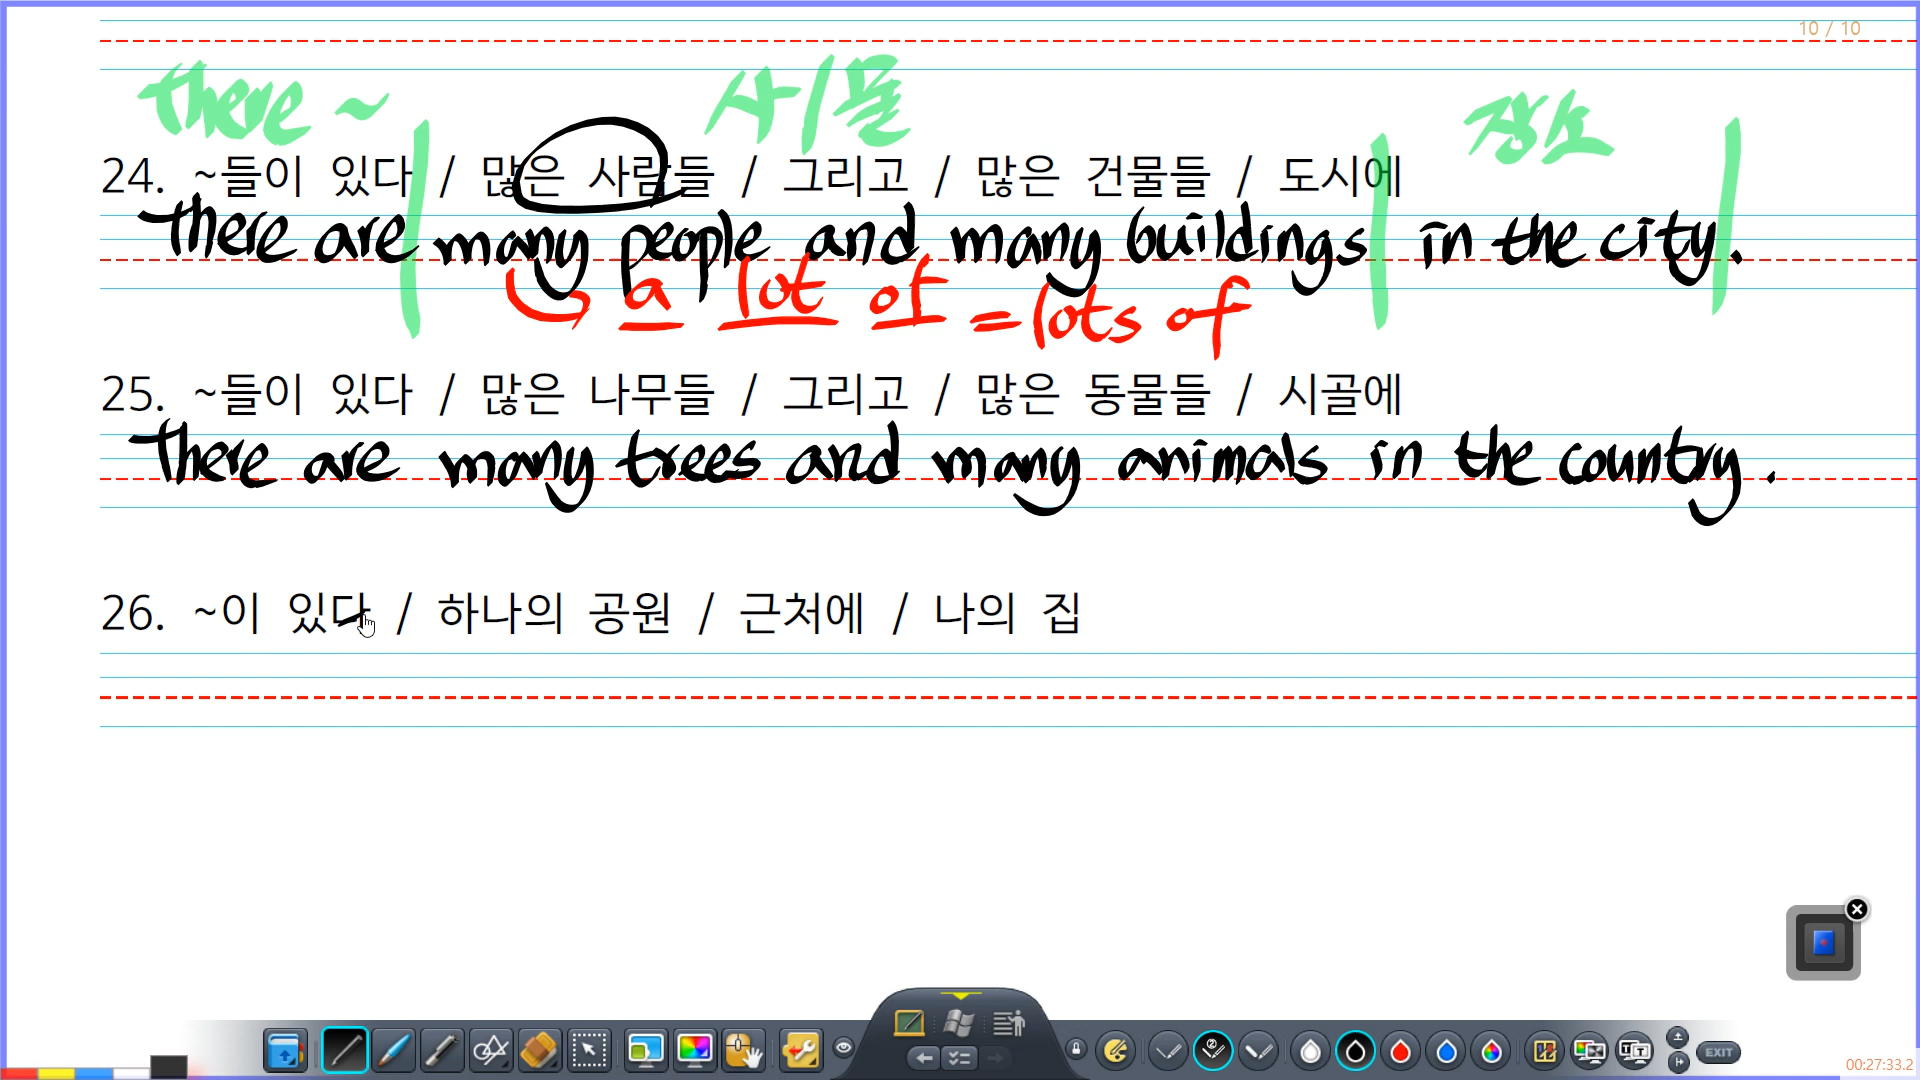 10 / 10
there ~ 사/물 장소
24. ~들이 있다 / 많은 사람들 / 그리고 / 많은 건물들 / 도시에
There are many people and many buildings in the city.
a lot of = lots of
25. ~들이 있다 / 많은 나무들 / 그리고 / 많은 동물들 / 시골에
There are many trees and many animals in the country.
26. ~이 있다 / 하나의 공원 / 근처에 / 나의 집
EXIT
00:27:33.2